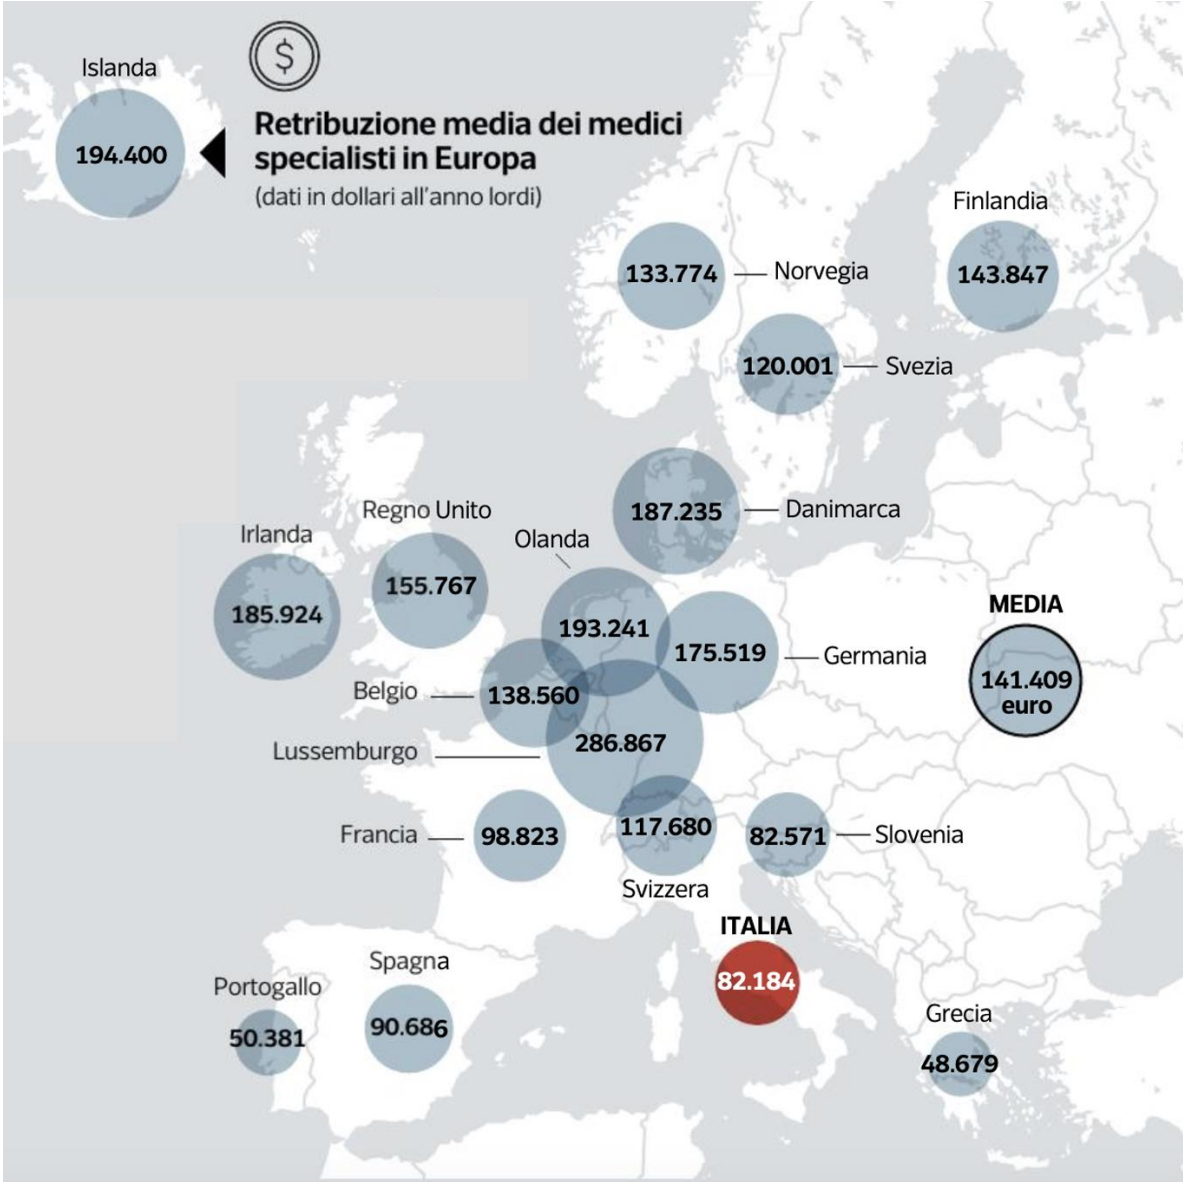 Islanda
194.400
$
Retribuzione media dei medici
specialisti in Europa
(dati in dollari all'anno lordi)
Finlandia
143.847
133.774
Norvegia
120.001
Svezia
187.235
Danimarca
Regno Unito
155.767
Irlanda
185.924
Olanda
193.241
175.519
Germania
MEDIA
141.409
euro
Belgio
138.560
Lussemburgo
286.867
Francia
98.823
117.680
Svizzera
82.571
Slovenia
ITALIA
82.184
Spagna
90.686
Portogallo
50.381
Grecia
48.679